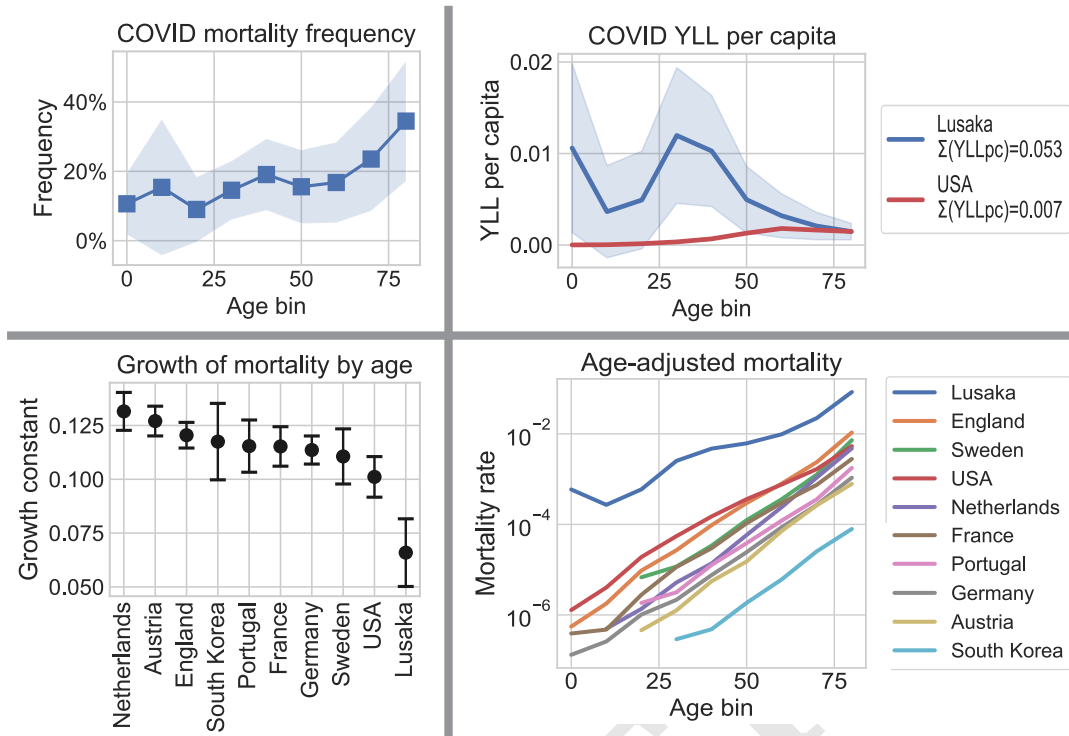 COVID mortality frequency
40%
20%
0%
Frequency
0
25
50
75
Age bin
COVID YLL per capita
0.02
0.01
0.00
YLL per capita
0
25
50
75
Age bin
Lusaka
Σ(YLLpc)=0.053
USA
Σ(YLLpc)=0.007
Growth of mortality by age
0.125
0.100
0.075
0.050
Growth constant
Netherlands
Austria
England
South Korea
Portugal
France
Germany
Sweden
USA
Lusaka
Age-adjusted mortality
10⁻²
10⁻⁴
10⁻⁶
Mortality rate
0
25
50
75
Age bin
Lusaka
England
Sweden
USA
Netherlands
France
Portugal
Germany
Austria
South Korea